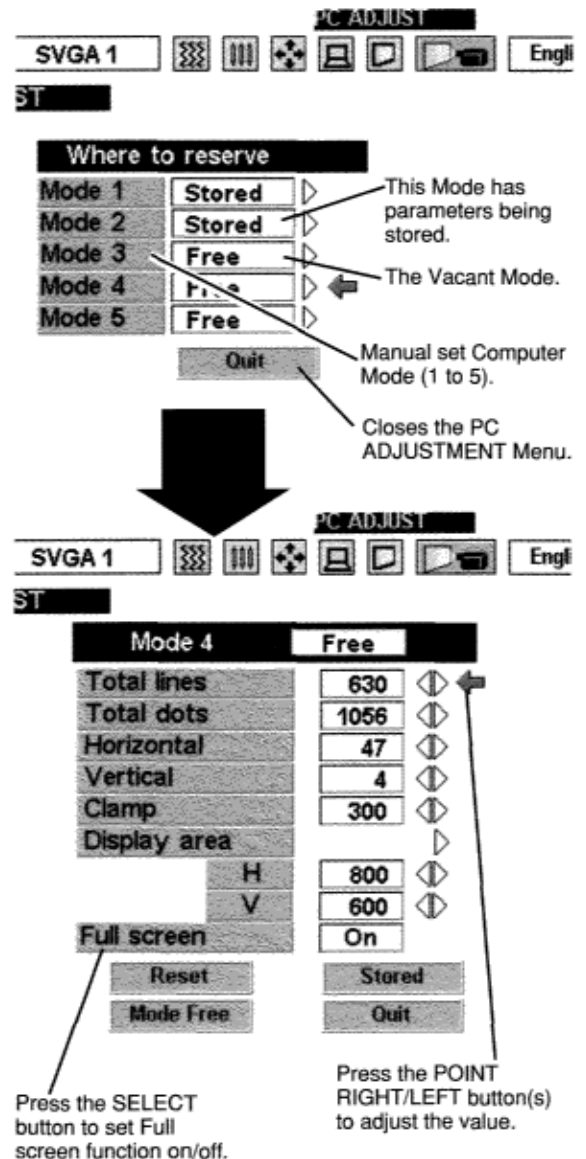 PC ADJUST
SVGA 1
Engli
ST
Where to reserve
Mode 1 Stored
Mode 2 Stored
Mode 3 Free
Mode 4 Free
Mode 5 Free
Quit
This Mode has
parameters being
stored.
The Vacant Mode.
Manual set Computer
Mode (1 to 5).
Closes the PC
ADJUSTMENT Menu.
PC ADJUST
SVGA 1
Engli
ST
Mode 4 Free
Total lines 630
Total dots 1056
Horizontal 47
Vertical 4
Clamp 300
Display area
H 800
V 600
Full screen On
Reset Stored
Mode Free Quit
Press the SELECT
button to set Full
screen function on/off.
Press the POINT
RIGHT/LEFT button(s)
to adjust the value.